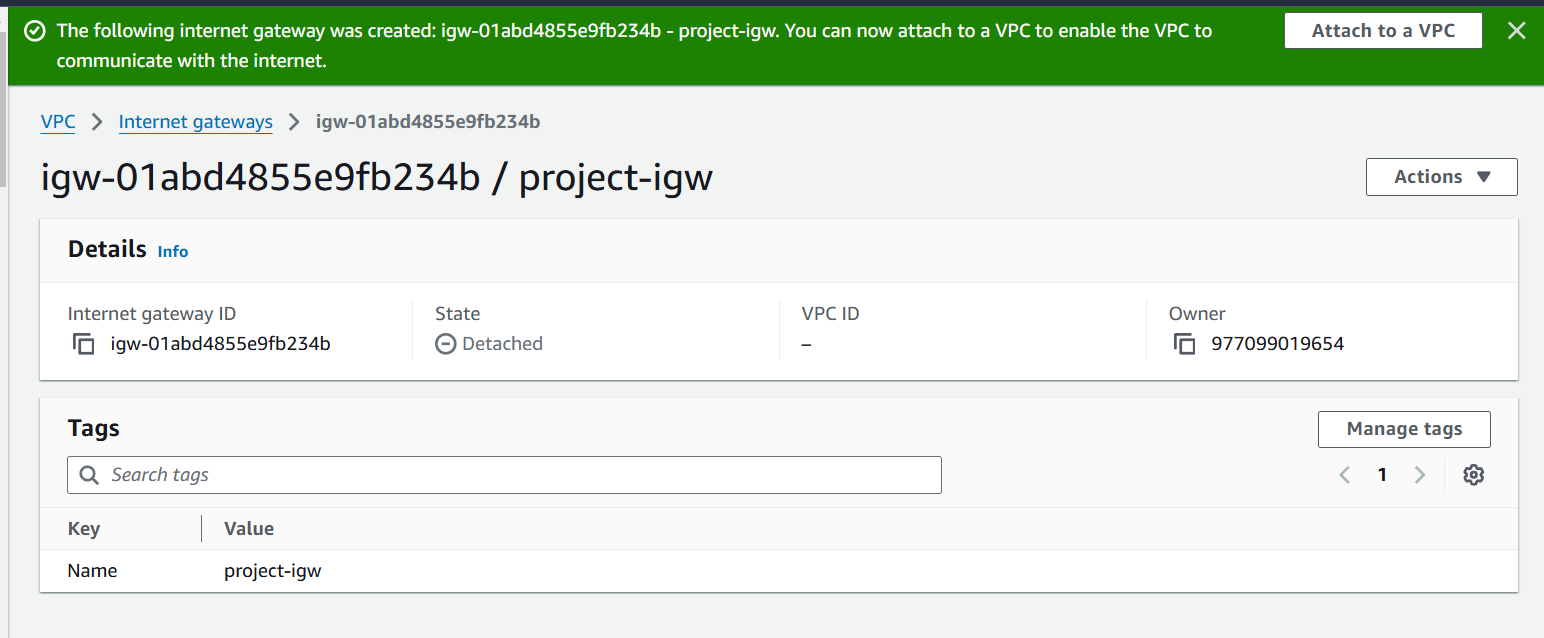 The following internet gateway was created: igw-01abd4855e9fb234b - project-igw. You can now attach to a VPC to enable the VPC to
communicate with the internet.
Attach to a VPC
VPC > Internet gateways > igw-01abd4855e9fb234b
igw-01abd4855e9fb234b / project-igw
Actions
Details Info
Internet gateway ID
igw-01abd4855e9fb234b
State
Detached
VPC ID
–
Owner
977099019654
Tags
Manage tags
Search tags
1
Key Value
Name project-igw